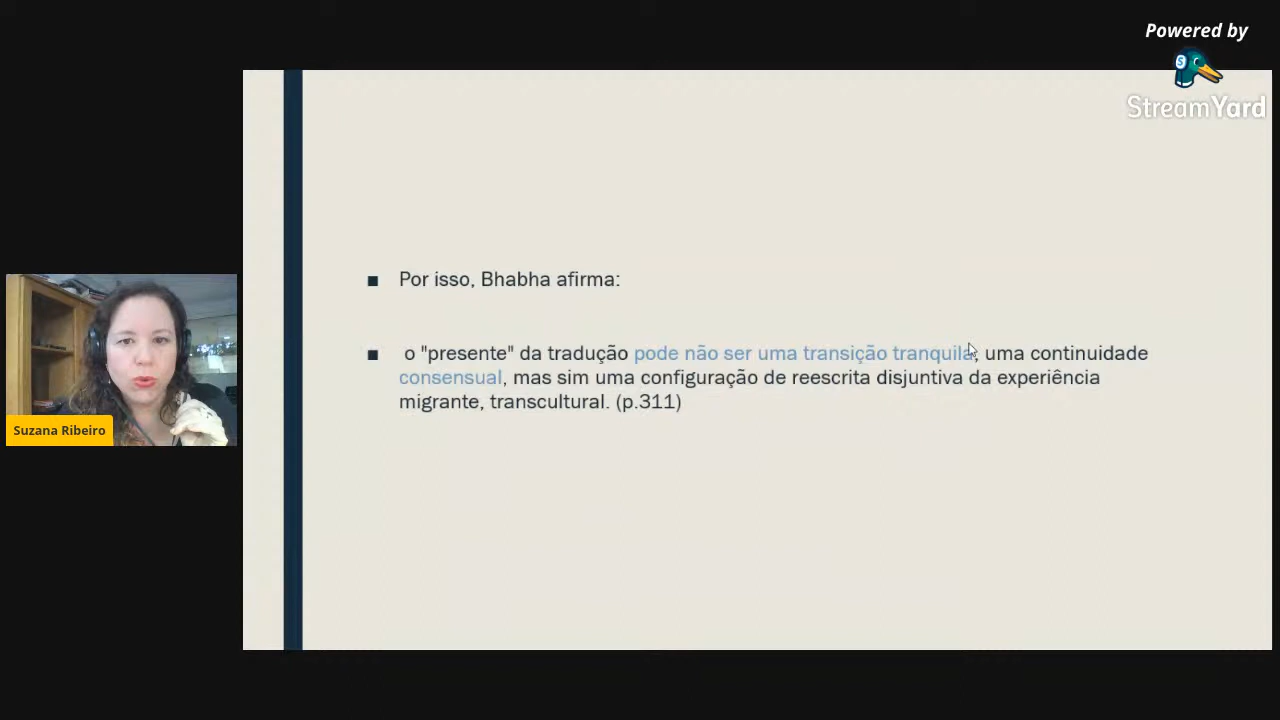 Powered by
StreamYard
Por isso, Bhabha afirma:
o "presente" da tradução pode não ser uma transição tranquila, uma continuidade
consensual, mas sim uma configuração de reescrita disjuntiva da experiência
migrante, transcultural. (p.311)
Suzana Ribeiro